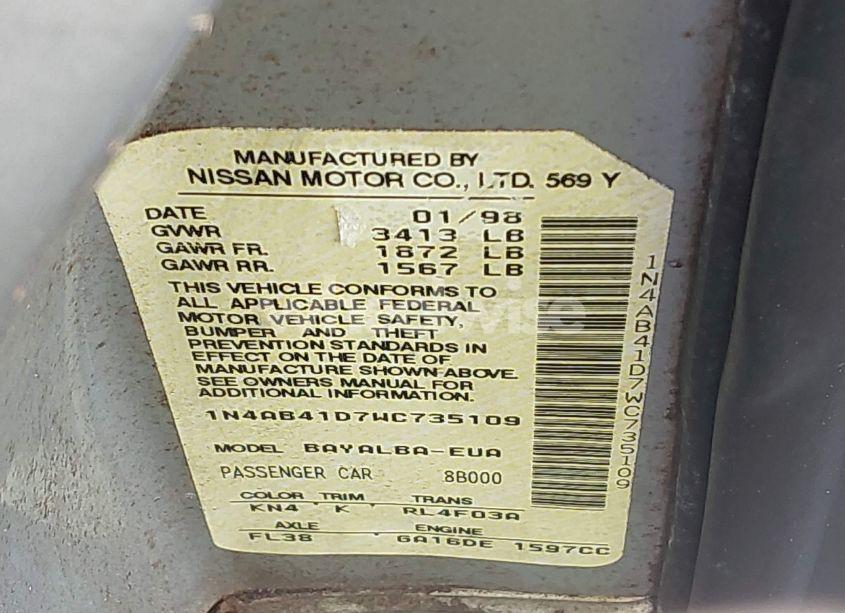 MANUFACTURED BY
NISSAN MOTOR CO., LTD. 569 Y
DATE 01/98
GVWR 3413 LB
GAWR FR. 1872 LB
GAWR RR. 1567 LB
THIS VEHICLE CONFORMS TO
ALL APPLICABLE FEDERAL
MOTOR VEHICLE SAFETY,
BUMPER AND THEFT
PREVENTION STANDARDS IN
EFFECT ON THE DATE OF
MANUFACTURE SHOWN ABOVE.
SEE OWNERS MANUAL FOR
ADDITIONAL INFORMATION.
1N4AB41D7WC735109
MODEL BAYALBA-EUA
PASSENGER CAR 8B000
COLOR TRIM TRANS
KN4 K RL4F03A
AXLE ENGINE
FL38 GA16DE 1597CC
1N4AB41D7WC735109